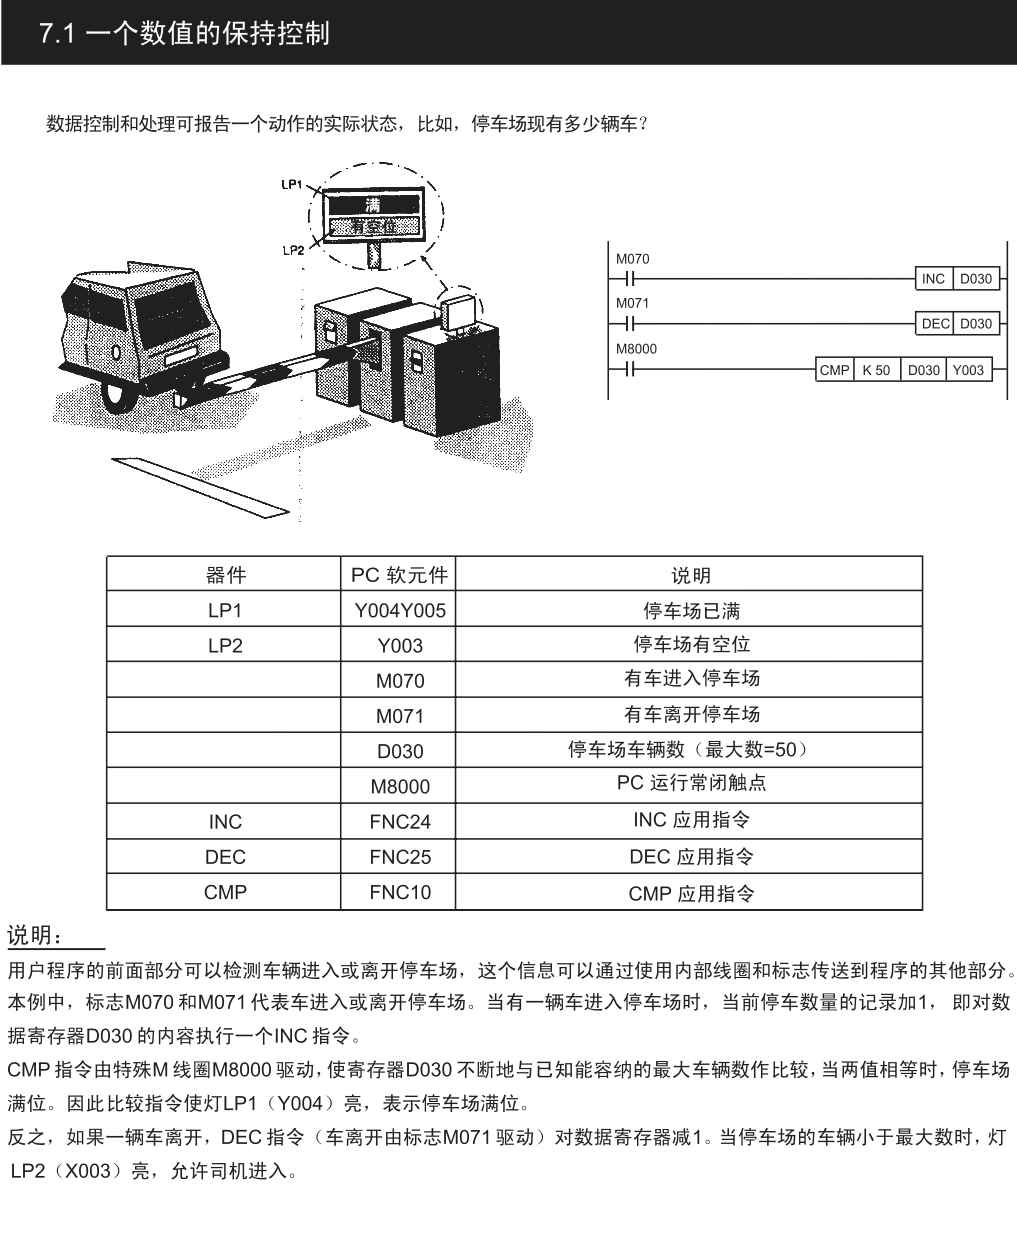 7.1 一个数值的保持控制
数据控制和处理可报告一个动作的实际状态，比如，停车场现有多少辆车？
LP1
满
有空位
LP2
M070
INC D030
M071
DEC D030
M8000
CMP K 50 D030 Y003
器件 PC 软元件 说明
LP1 Y004Y005 停车场已满
LP2 Y003 停车场有空位
M070 有车进入停车场
M071 有车离开停车场
D030 停车场车辆数（最大数=50）
M8000 PC 运行常闭触点
INC FNC24 INC 应用指令
DEC FNC25 DEC 应用指令
CMP FNC10 CMP 应用指令
说明：
用户程序的前面部分可以检测车辆进入或离开停车场，这个信息可以通过使用内部线圈和标志传送到程序的其他部分。
本例中，标志M070 和M071 代表车进入或离开停车场。当有一辆车进入停车场时，当前停车数量的记录加1， 即对数
据寄存器D030 的内容执行一个INC 指令。
CMP 指令由特殊M 线圈M8000 驱动，使寄存器D030 不断地与已知能容纳的最大车辆数作比较，当两值相等时，停车场
满位。因此比较指令使灯LP1（Y004）亮，表示停车场满位。
反之，如果一辆车离开，DEC 指令（车离开由标志M071 驱动）对数据寄存器减1。当停车场的车辆小于最大数时，灯
LP2（X003）亮，允许司机进入。